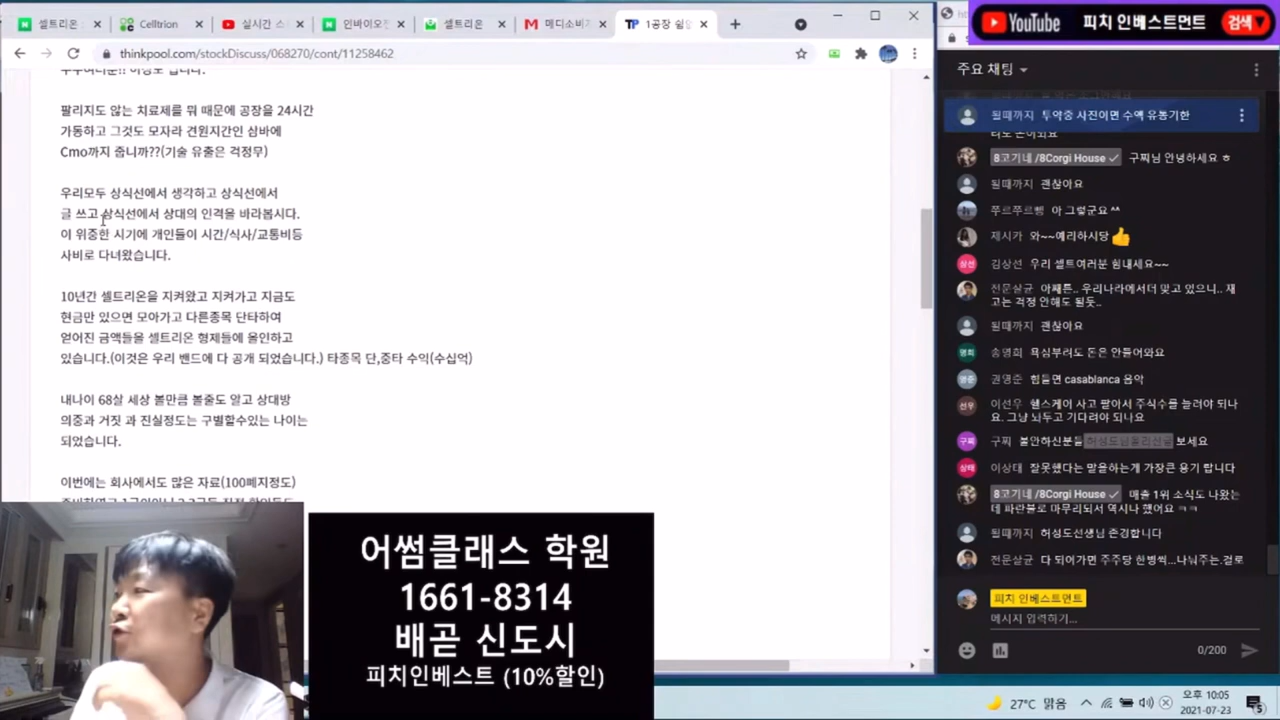 셀트리온
Celltrion
실시간 스
인바이오젠
셀트리온
메디소비자
1공장 쉴
thinkpool.com/stockDiscuss/068270/cont/11258462
YouTube 피치 인베스트먼트 검색
팔리지도 않는 치료제를 뭐 때문에 공장을 24시간
가동하고 그것도 모자라 견원지간인 삼바에
Cmo까지 줍니까??(기술 유출은 걱정무)
우리모두 상식선에서 생각하고 상식선에서
글 쓰고 상식선에서 상대의 인격을 바라봅시다.
이 위중한 시기에 개인들이 시간/식사/교통비등
사비로 다녀왔습니다.
10년간 셀트리온을 지켜왔고 지켜가고 지금도
현금만 있으면 모아가고 다른종목 단타하여
얻어진 금액들을 셀트리온 형제들에 올인하고
있습니다.(이것은 우리 밴드에 다 공개 되었습니다.) 타종목 단,중타 수익(수십억)
내나이 68살 세상 볼만큼 볼줄도 알고 상대방
의중과 거짓 과 진실정도는 구별할수있는 나이는
되었습니다.
이번에는 회사에서도 많은 자료(100페지정도)
어썸클래스 학원
1661-8314
배곧 신도시
피치인베스트 (10%할인)
주요 채팅
될때까지 투약중 사진이면 수액 유통기한
8고기네 /8Corgi House ✓ 구찌님 안녕하세요 ㅎ
될때까지 괜찮아요
쭈르쭈르빵 아 그렇군요 ^^
제시카 와~~예리하시당👍
김상선 우리 셀트여러분 힘내세요~~
전문살균 아쨰튼.. 우리나라에서더 맞고 있으니.. 재
고는 걱정 안해도 될듯..
될때까지 괜찮아요
송영희 욕심부려도 돈은 안들어와요
권영준 힘들면 casablanca 음악
이선우 헬스케이 사고 팔아서 주식수를 늘려야 되나
요. 그냥 놔두고 기다려야 되나요
구찌 불안하신분들 보세요
이상대 잘못했다는 말을하는게 가장큰 용기 랍니다
8고기네 /8Corgi House ✓ 매출 1위 소식도 나왔는
데 파란불로 마무리되서 역시나 했어요 ㅋㅋ
될때까지 허성도선생님 존경합니다
전문살균 다 되어가면 주주당 한병씩...나눠주는.걸로
피치 인베스트먼트
메시지 입력하기...
0/200
27°C 맑음
오후 10:05
2021-07-23
5